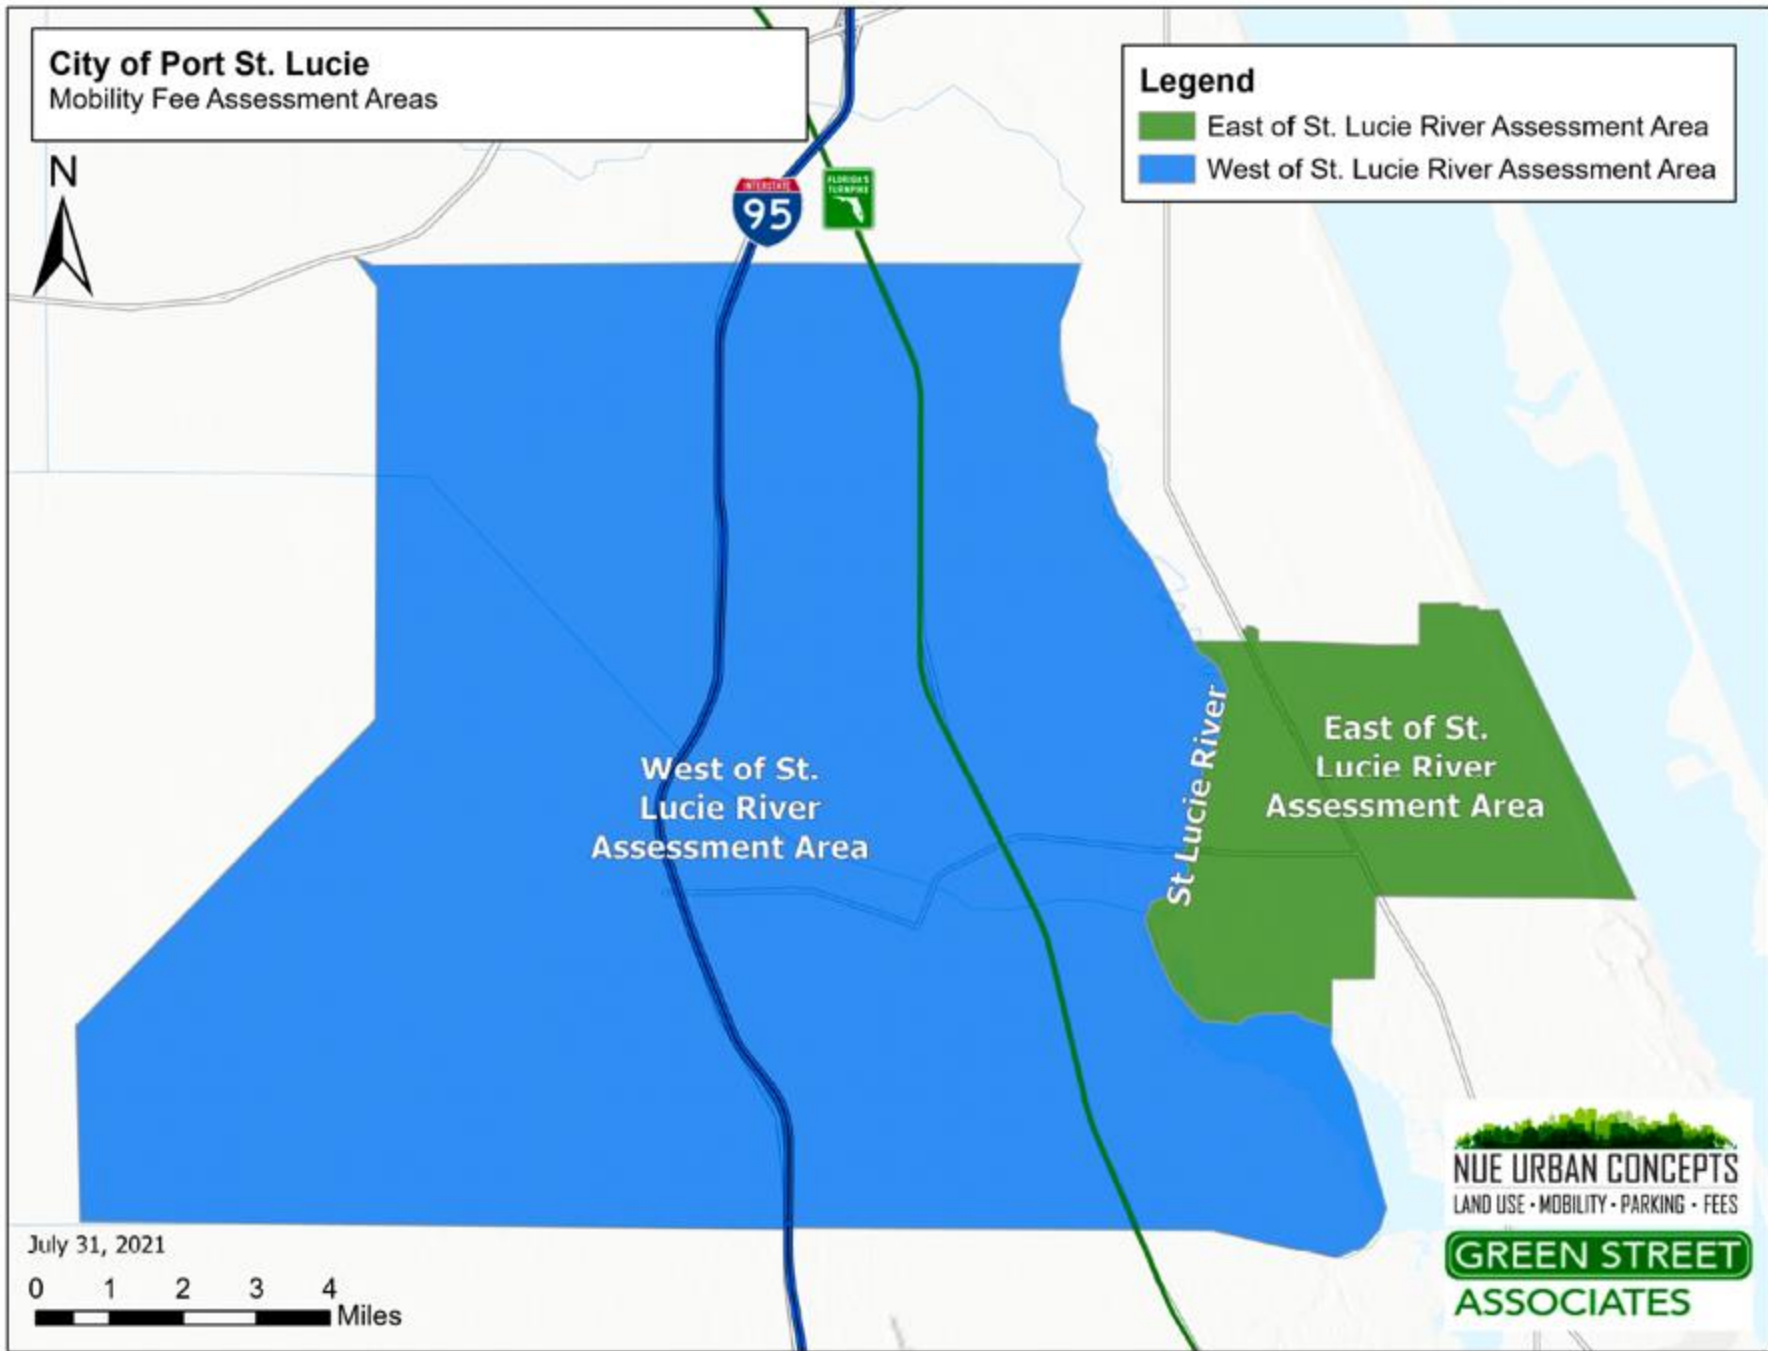 City of Port St. Lucie
Mobility Fee Assessment Areas
Legend
East of St. Lucie River Assessment Area
West of St. Lucie River Assessment Area
N
INTERSTATE
95
FLORIDA'S
TURNPIKE
St Lucie River
East of St.
Lucie River
Assessment Area
West of St.
Lucie River
Assessment Area
July 31, 2021
0 1 2 3 4
Miles
NUE URBAN CONCEPTS
LAND USE • MOBILITY • PARKING • FEES
GREEN STREET
ASSOCIATES